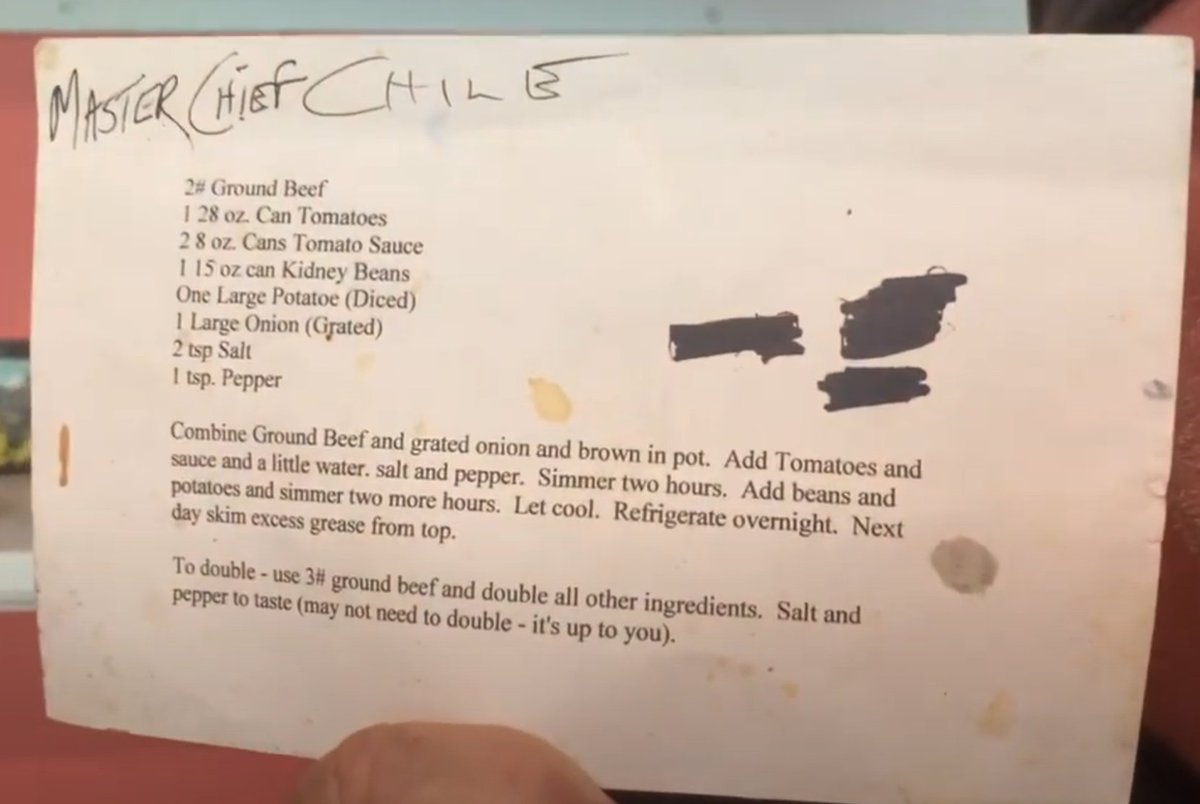 MASTER CHIEF CHILE
2# Ground Beef
1 28 oz. Can Tomatoes
2 8 oz. Cans Tomato Sauce
1 15 oz can Kidney Beans
One Large Potatoe (Diced)
1 Large Onion (Grated)
2 tsp Salt
1 tsp. Pepper
Combine Ground Beef and grated onion and brown in pot. Add Tomatoes and
sauce and a little water. salt and pepper. Simmer two hours. Add beans and
potatoes and simmer two more hours. Let cool. Refrigerate overnight. Next
day skim excess grease from top.
To double - use 3# ground beef and double all other ingredients. Salt and
pepper to taste (may not need to double - it's up to you).